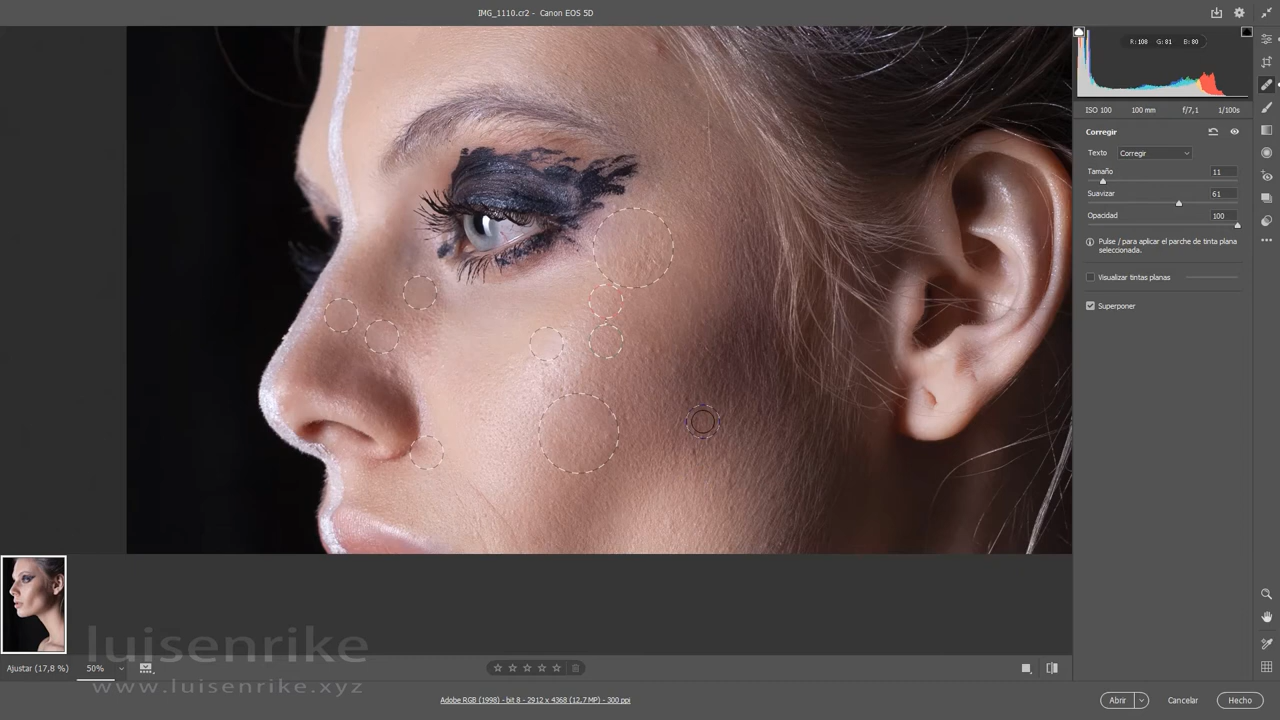 IMG_1110.cr2 - Canon EOS 5D
R: 108 G: 81 B: 80
ISO 100 100 mm f/7,1 1/100s
Corregir
Texto Corregir
Tamaño 11
Suavizar 61
Opacidad 100
Pulse / para aplicar el parche de tinta plana
seleccionada.
Visualizar tintas planas
Superponer
luisenrike
Ajustar (17,8 %) 50%
www.luisenrike.xyz
Adobe RGB (1998) - bit 8 - 2912 x 4368 (12,7 MP) - 300 ppi
Abrir Cancelar Hecho